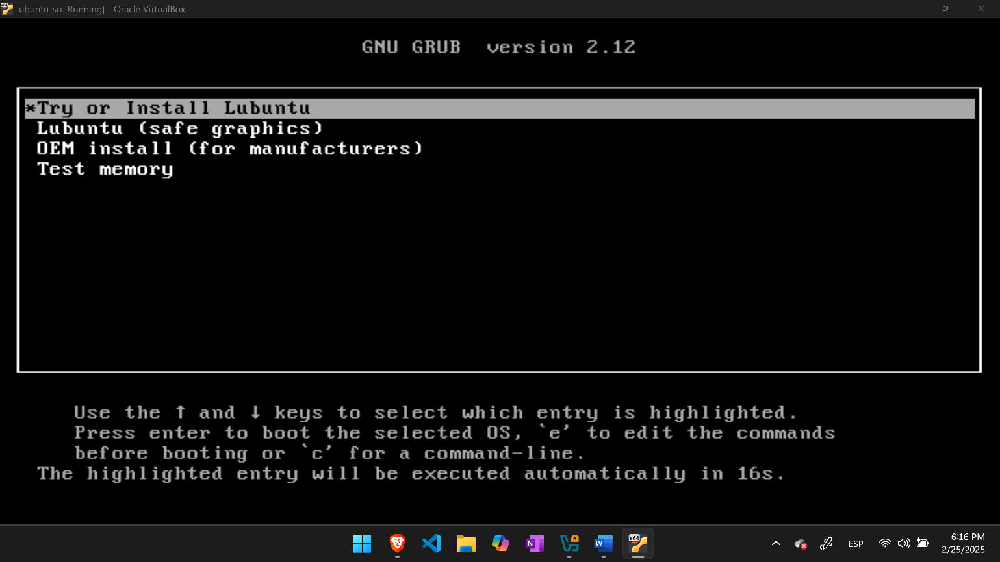 lubuntu-so [Running] - Oracle VirtualBox
GNU GRUB version 2.12
*Try or Install Lubuntu
Lubuntu (safe graphics)
OEM install (for manufacturers)
Test memory
Use the ↑ and ↓ keys to select which entry is highlighted.
Press enter to boot the selected OS, `e' to edit the commands
before booting or `c' for a command-line.
The highlighted entry will be executed automatically in 16s.
ESP
6:16 PM
2/25/2025